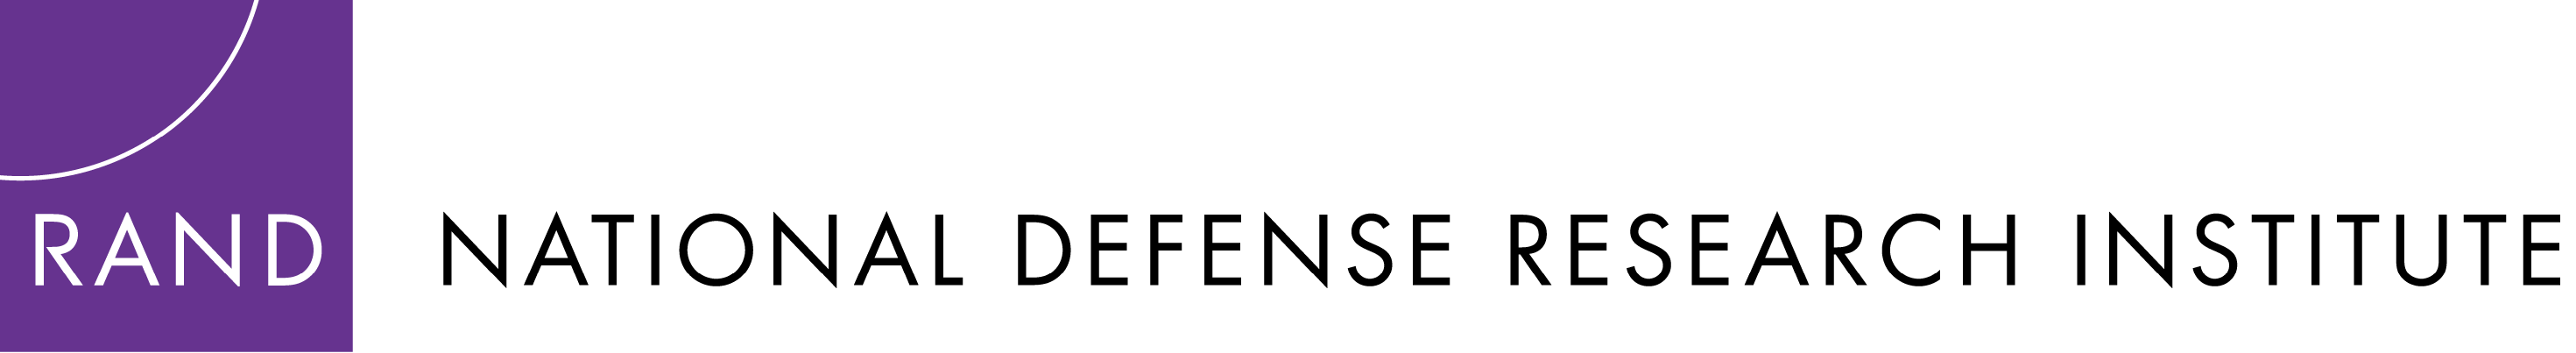 RAND NATIONAL DEFENSE RESEARCH INSTITUTE